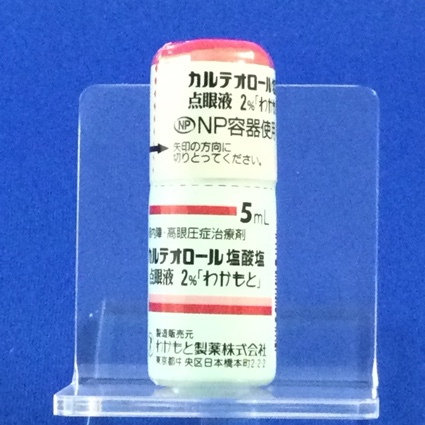 カルテオロール塩
点眼液 2%「わかもと
NP NP容器使用
矢印の方向に
切りとってください。
5mL
内障・高眼圧症治療剤
カルテオロール塩酸塩
点眼液 2%「わかもと」
製造販売元
わかもと製薬株式会社
東京都中央区日本橋本町2-2-2